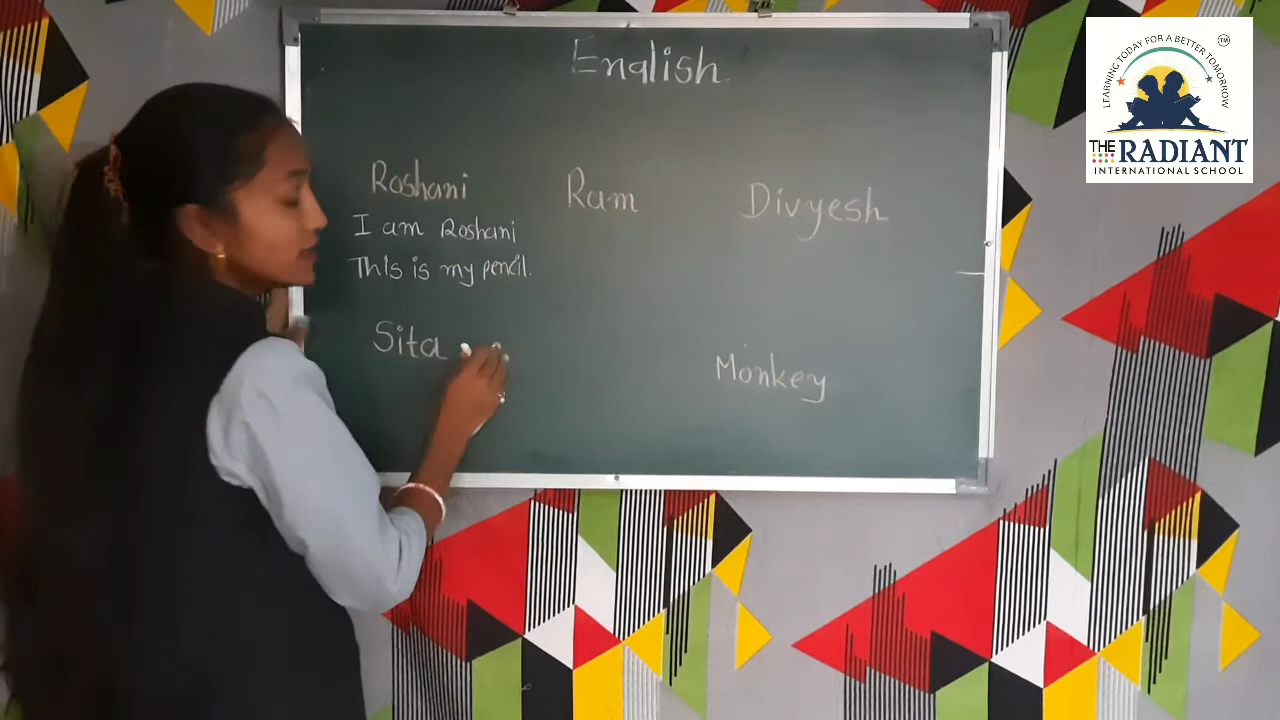 English
Roshani
Ram
Divyesh
I am Roshani
This is my pencil.
Sita
Monkey
LEARNING TODAY FOR A BETTER TOMORROW
TM
THE RADIANT
INTERNATIONAL SCHOOL